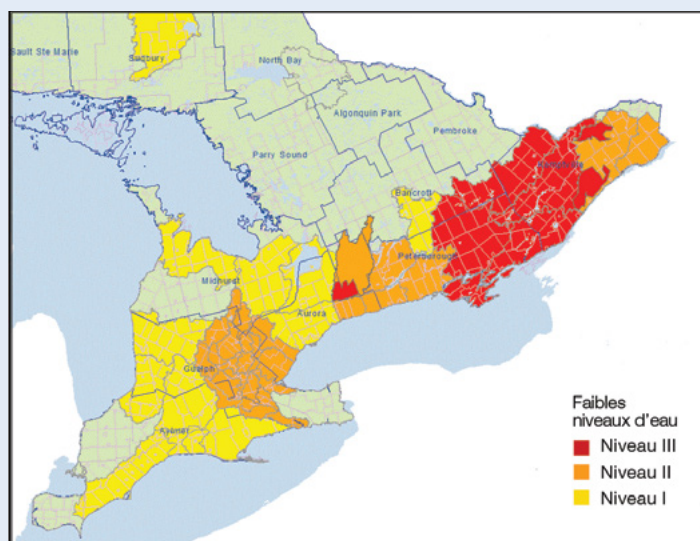 Sault Ste Marie
Sudbury
North Bay
Algonquin Park
Pembroke
Parry Sound
Kemptville
Bancroft
Peterborough
Midhurst
Aurora
Guelph
Aylmer
Faibles
niveaux d'eau
Niveau III
Niveau II
Niveau I